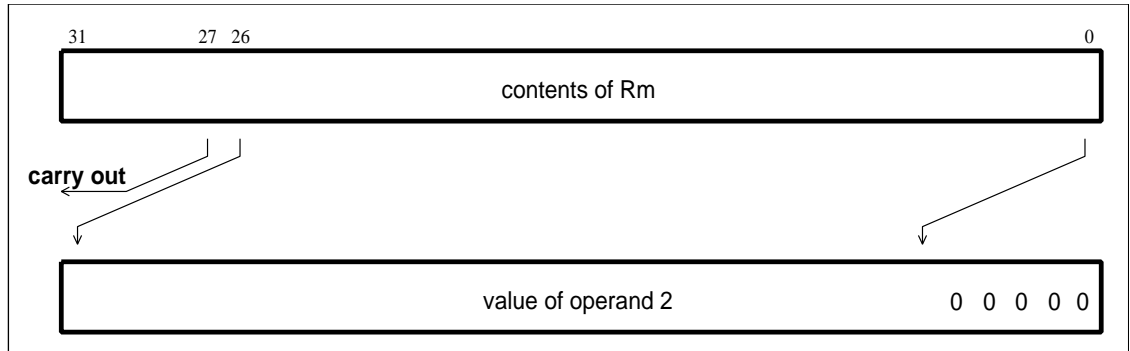 31 27 26 0
contents of Rm
carry out
value of operand 2 0 0 0 0 0